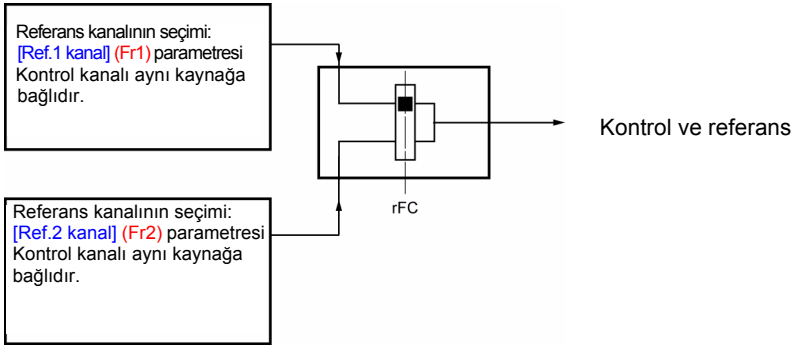 Referans kanalının seçimi:
[Ref.1 kanal] (Fr1) parametresi
Kontrol kanalı aynı kaynağa
bağlıdır.
Kontrol ve referans
rFC
Referans kanalının seçimi:
[Ref.2 kanal] (Fr2) parametresi
Kontrol kanalı aynı kaynağa
bağlıdır.